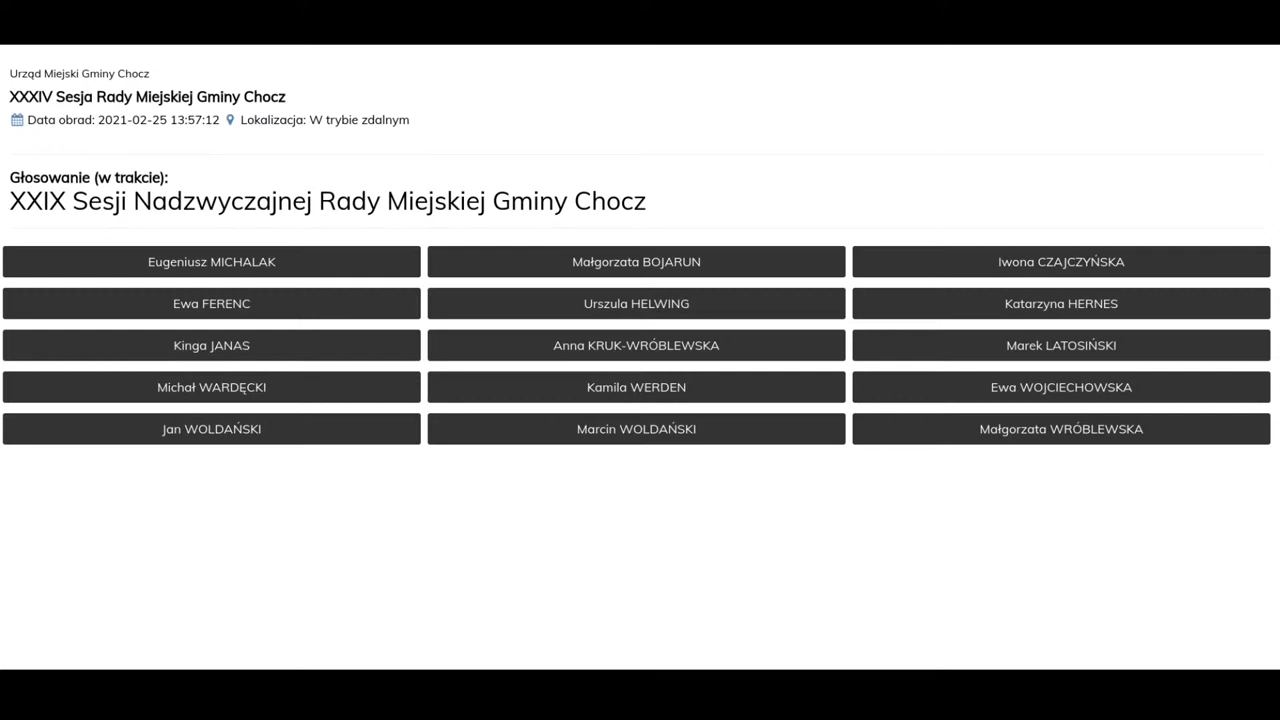 Urząd Miejski Gminy Chocz
XXXIV Sesja Rady Miejskiej Gminy Chocz
Data obrad: 2021-02-25 13:57:12 Lokalizacja: W trybie zdalnym
Głosowanie (w trakcie):
XXIX Sesji Nadzwyczajnej Rady Miejskiej Gminy Chocz
Eugeniusz MICHALAK Małgorzata BOJARUN Iwona CZAJCZYŃSKA
Ewa FERENC Urszula HELWING Katarzyna HERNES
Kinga JANAS Anna KRUK-WRÓBLEWSKA Marek LATOSIŃSKI
Michał WARDĘCKI Kamila WERDEN Ewa WOJCIECHOWSKA
Jan WOLDAŃSKI Marcin WOLDAŃSKI Małgorzata WRÓBLEWSKA